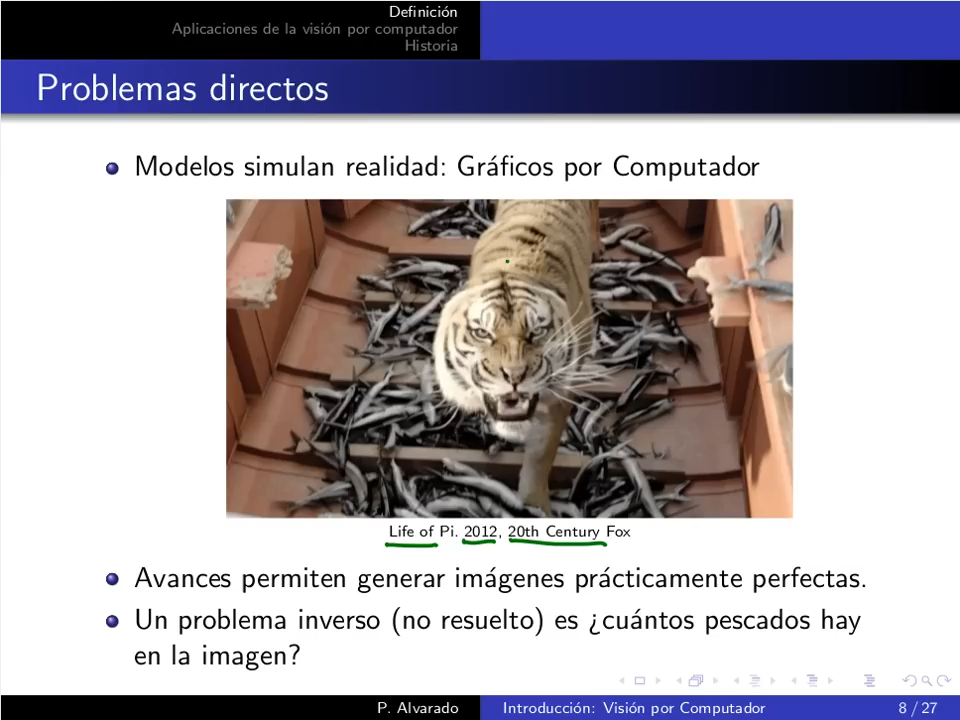 Definición
Aplicaciones de la visión por computador
Historia
Problemas directos
Modelos simulan realidad: Gráficos por Computador
Life of Pi. 2012, 20th Century Fox
Avances permiten generar imágenes prácticamente perfectas.
Un problema inverso (no resuelto) es ¿cuántos pescados hay
en la imagen?
P. Alvarado
Introducción: Visión por Computador
8 / 27